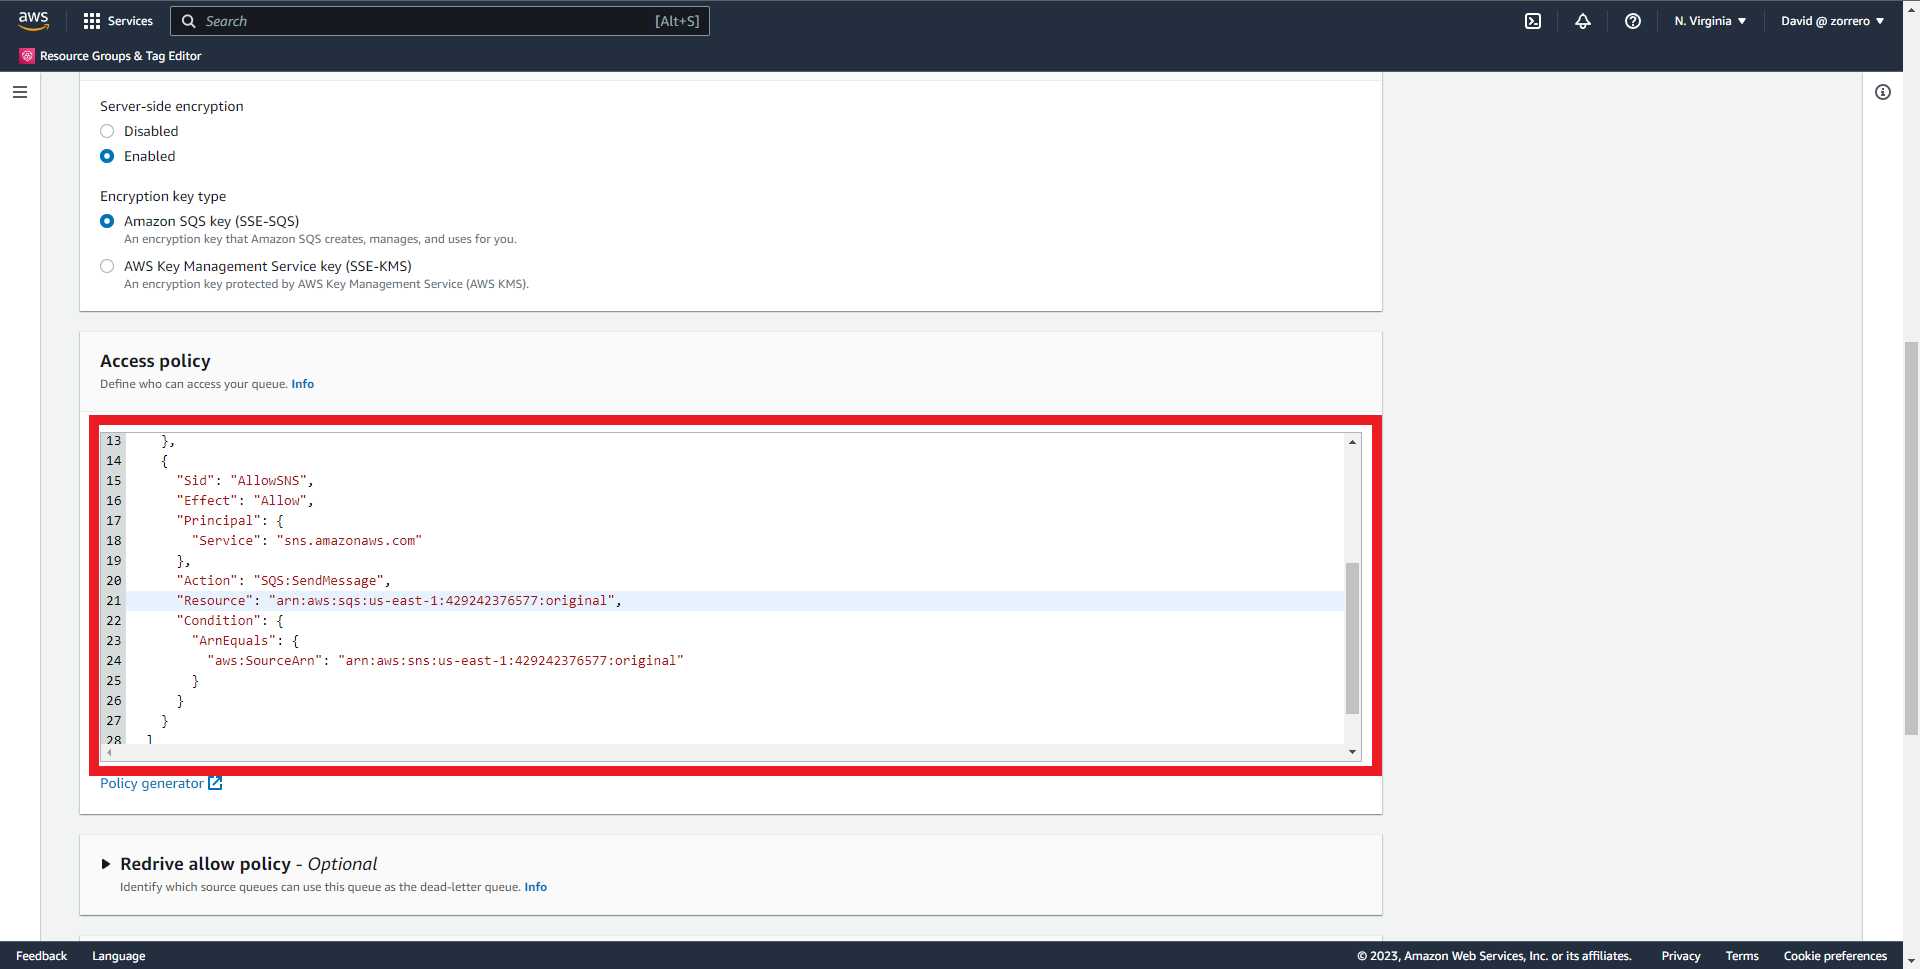 aws
Services
Search
[Alt+S]
N. Virginia
David @ zorrero
Resource Groups & Tag Editor
Server-side encryption
Disabled
Enabled
Encryption key type
Amazon SQS key (SSE-SQS)
An encryption key that Amazon SQS creates, manages, and uses for you.
AWS Key Management Service key (SSE-KMS)
An encryption key protected by AWS Key Management Service (AWS KMS).
Access policy
Define who can access your queue. Info
13 },
14 {
15 "Sid": "AllowSNS",
16 "Effect": "Allow",
17 "Principal": {
18 "Service": "sns.amazonaws.com"
19 },
20 "Action": "SQS:SendMessage",
21 "Resource": "arn:aws:sqs:us-east-1:429242376577:original",
22 "Condition": {
23 "ArnEquals": {
24 "aws:SourceArn": "arn:aws:sns:us-east-1:429242376577:original"
25 }
26 }
27 }
28 ]
Policy generator
Redrive allow policy - Optional
Identify which source queues can use this queue as the dead-letter queue. Info
Feedback
Language
© 2023, Amazon Web Services, Inc. or its affiliates.
Privacy
Terms
Cookie preferences